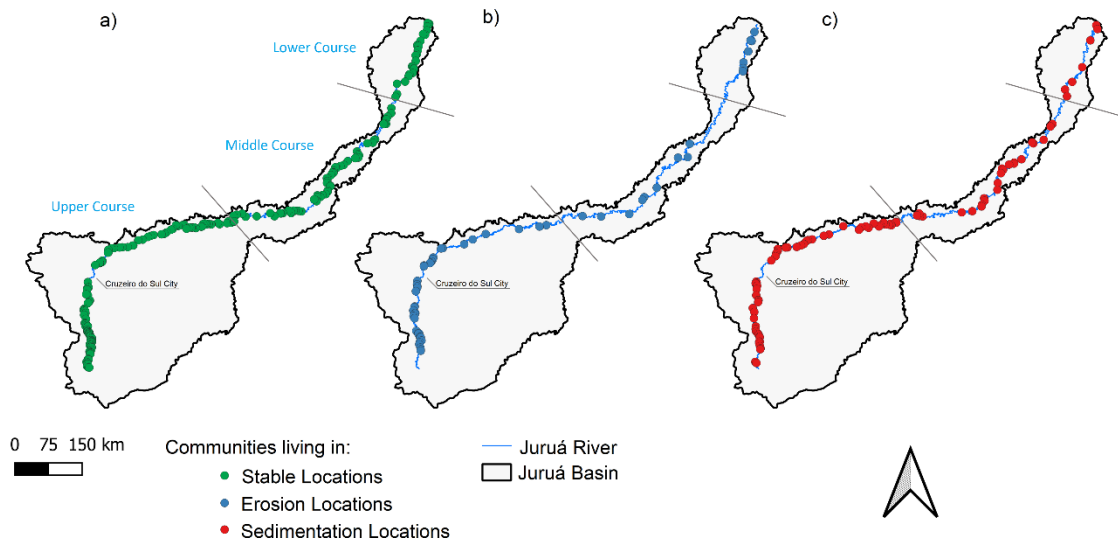 a)
b)
c)
Lower Course
Middle Course
Upper Course
Cruzeiro do Sul City
Cruzeiro do Sul City
Cruzeiro do Sul City
0 75 150 km
Communities living in:
Stable Locations
Erosion Locations
Sedimentation Locations
Juruá River
Juruá Basin